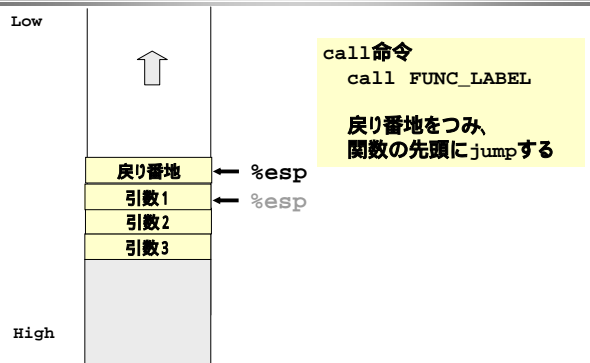 Low
call命令
call FUNC_LABEL
戻り番地をつみ、
関数の先頭にjumpする
戻り番地 %esp
引数1 %esp
引数2
引数3
High